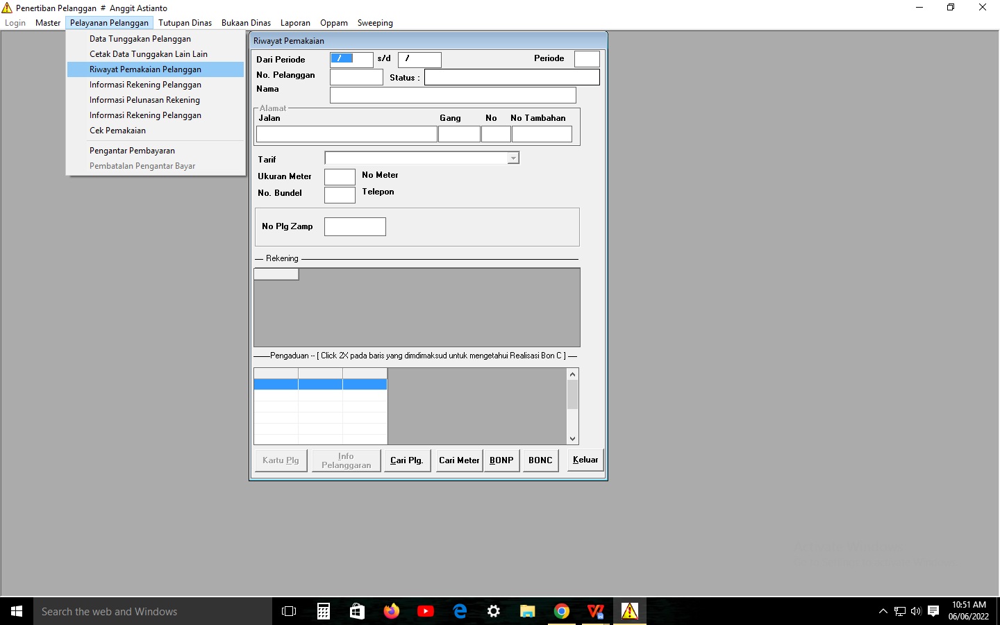 Penertiban Pelanggan # Anggit Astianto
Login Master Pelayanan Pelanggan Tutupan Dinas Bukaan Dinas Laporan Oppam Sweeping
Data Tunggakan Pelanggan
Cetak Data Tunggakan Lain Lain
Riwayat Pemakaian Pelanggan
Informasi Rekening Pelanggan
Informasi Pelunasan Rekening
Informasi Rekening Pelanggan
Cek Pemakaian
Pengantar Pembayaran
Pembatalan Pengantar Bayar
Riwayat Pemakaian
Dari Periode / s/d / Periode
No. Pelanggan Status :
Nama
Alamat
Jalan Gang No No Tambahan
Tarif
Ukuran Meter No Meter
No. Bundel Telepon
No Plg Zamp
Rekening
Pengaduan -- [ Click 2X pada baris yang dimdimaksud untuk mengetahui Realisasi Bon C ]
Kartu Plg Info Pelanggaran Cari Plg. Cari Meter BONP BONC Keluar
Search the web and Windows
10:51 AM
06/06/2022